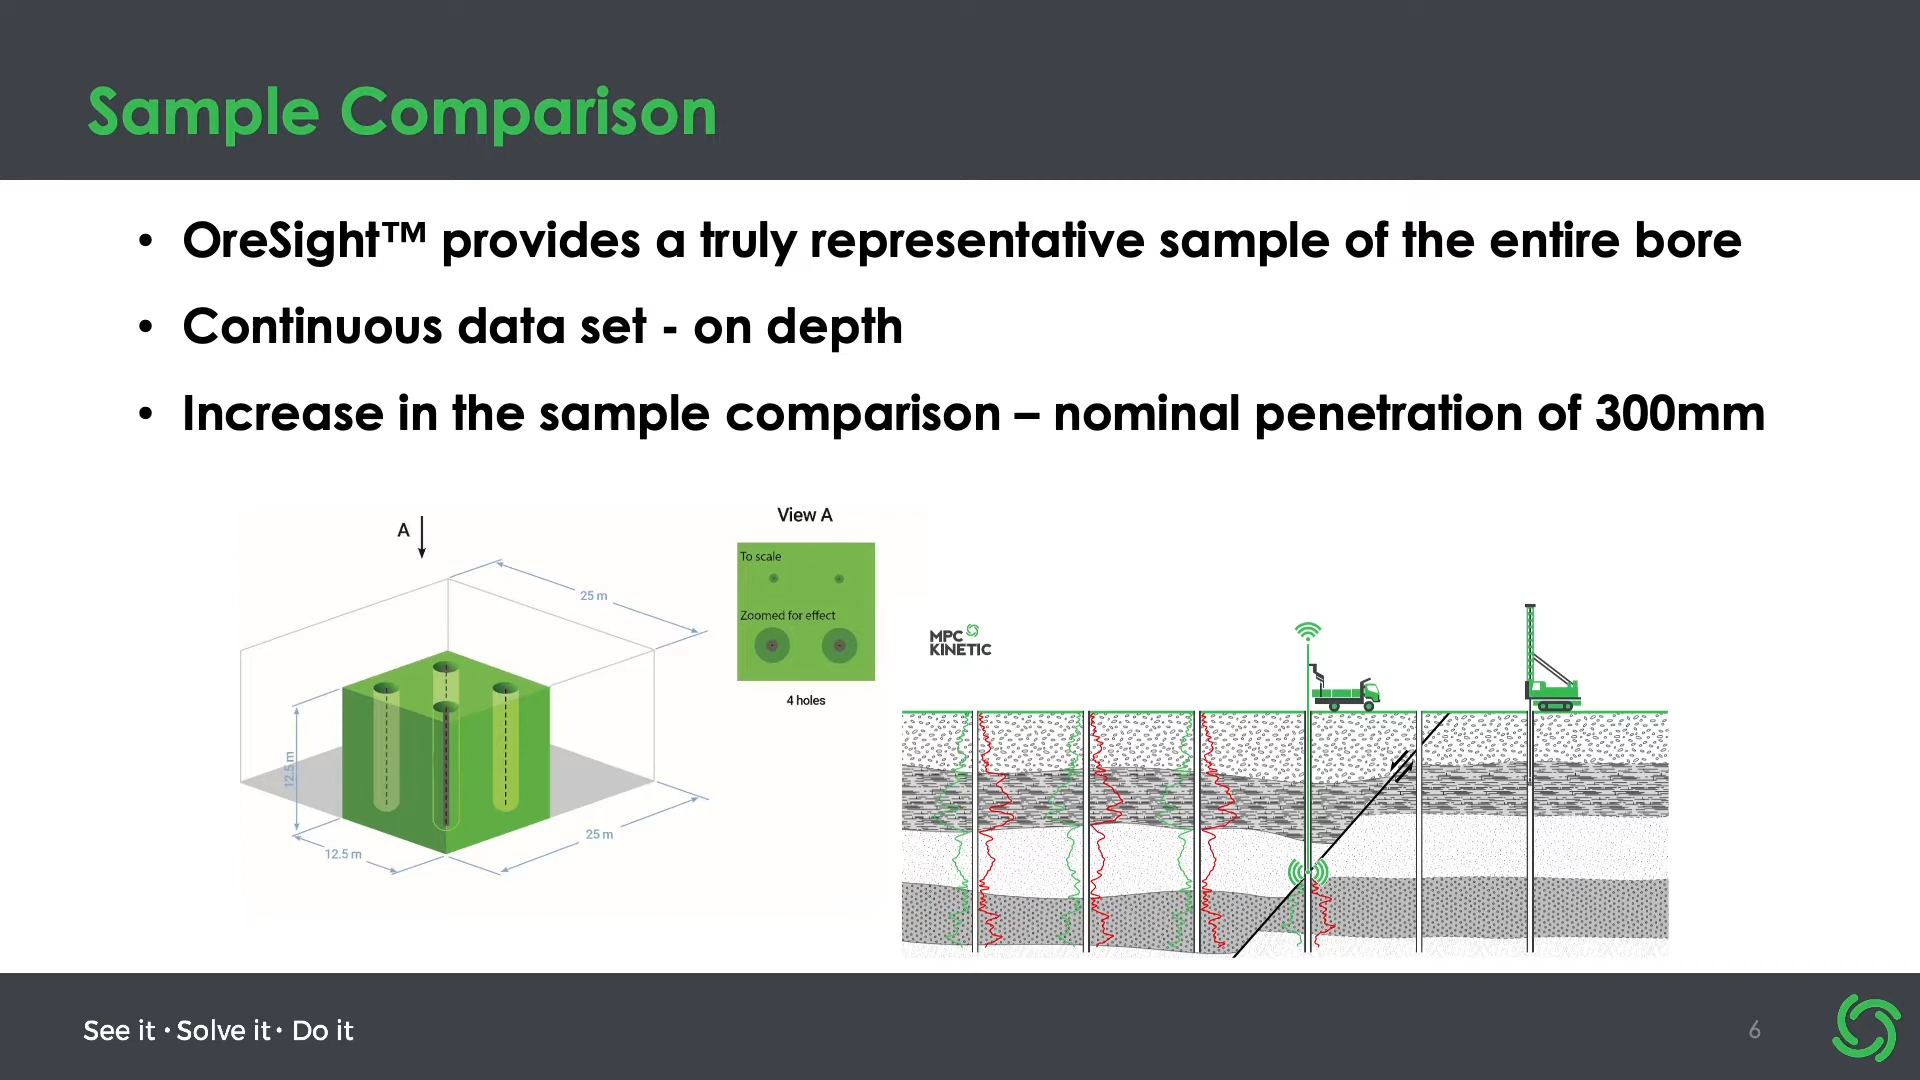 Sample Comparison
• OreSight™ provides a truly representative sample of the entire bore
• Continuous data set - on depth
• Increase in the sample comparison – nominal penetration of 300mm
A
25 m
12.5 m
12.5 m
25 m
View A
To scale
Zoomed for effect
4 holes
MPC
KINETIC
See it · Solve it · Do it
6